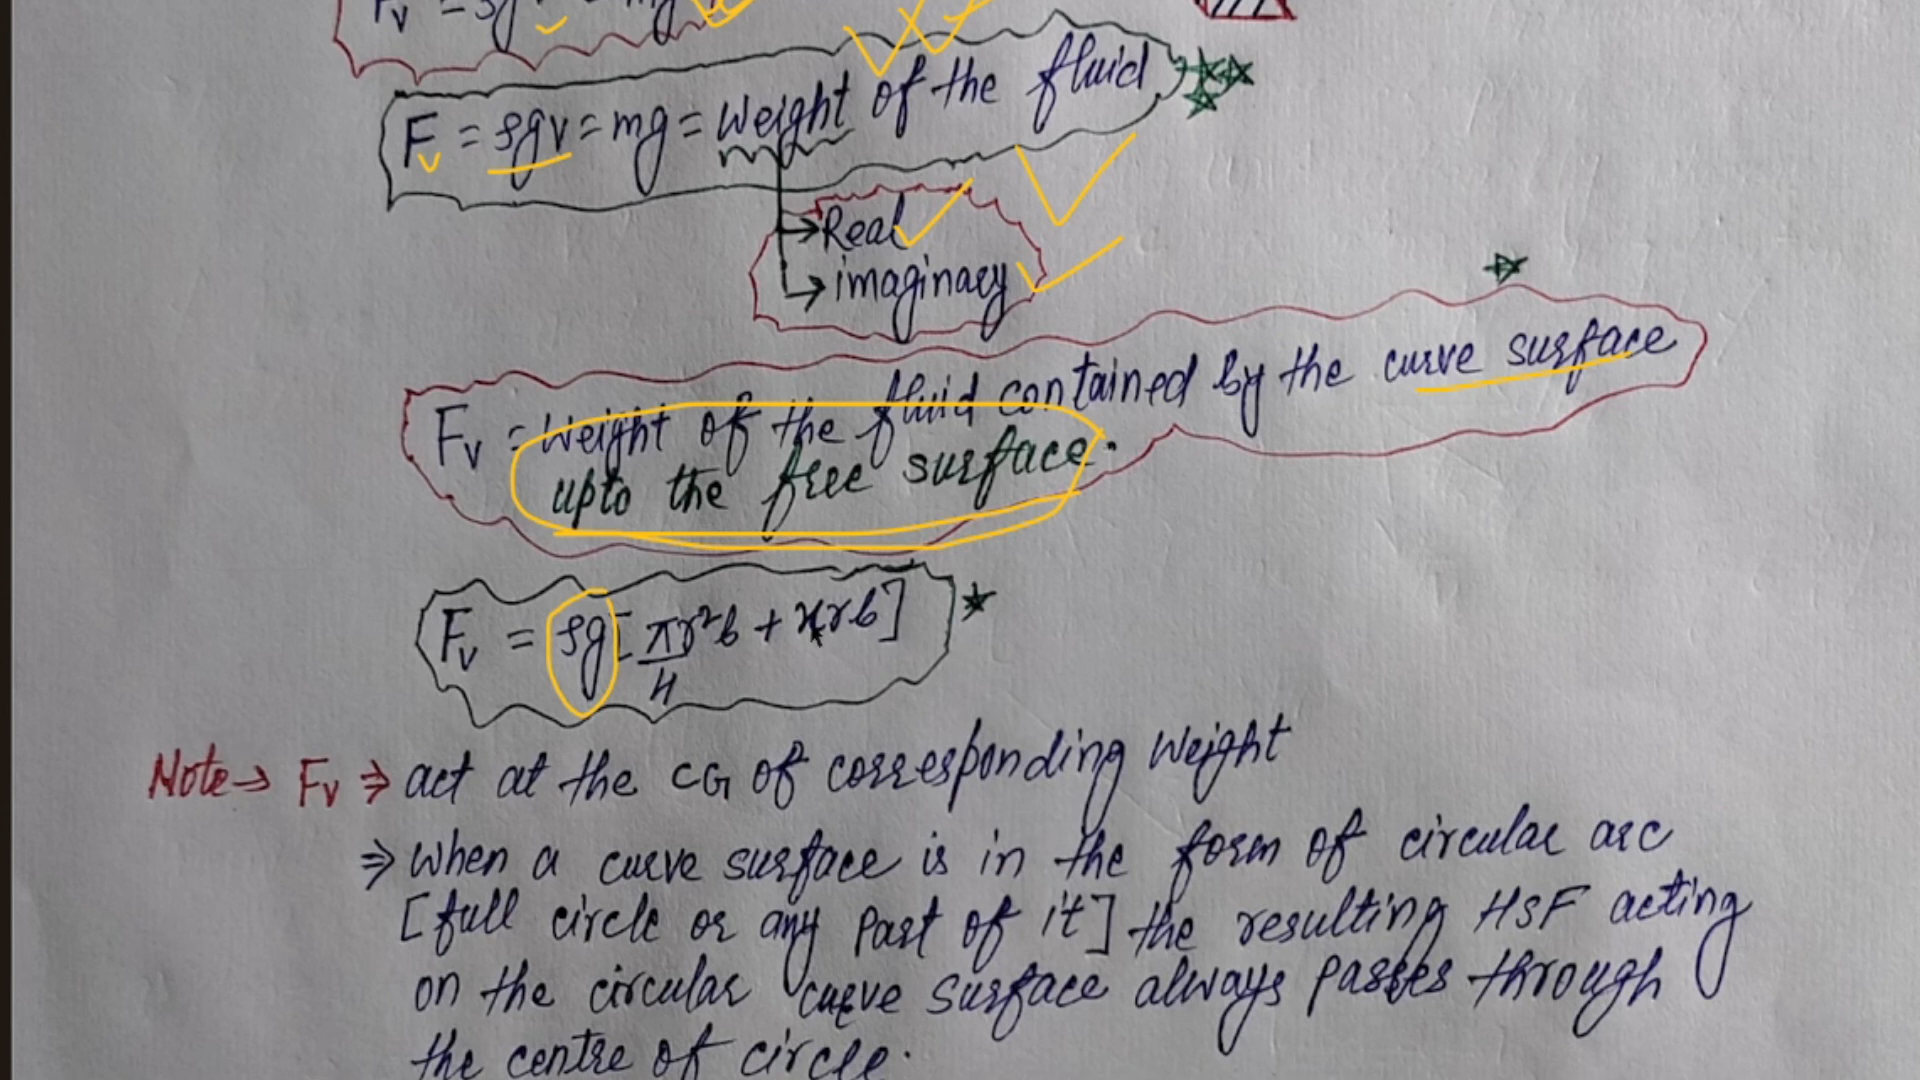 Fv = ρgv = mg
Fv = ρgv = mg = Weight of the fluid
→ Real
→ imaginary
Fv = Weight of the fluid contained by the curve surface
upto the free surface.
Fv = ρg[πr²b/4 + xrb]
Note → Fv ⇒ act at the CG of corresponding Weight
⇒ When a curve surface is in the form of circular arc
[full circle or any Part of it] the resulting HSF acting
on the circular curve surface always passes through
the centre of circle.